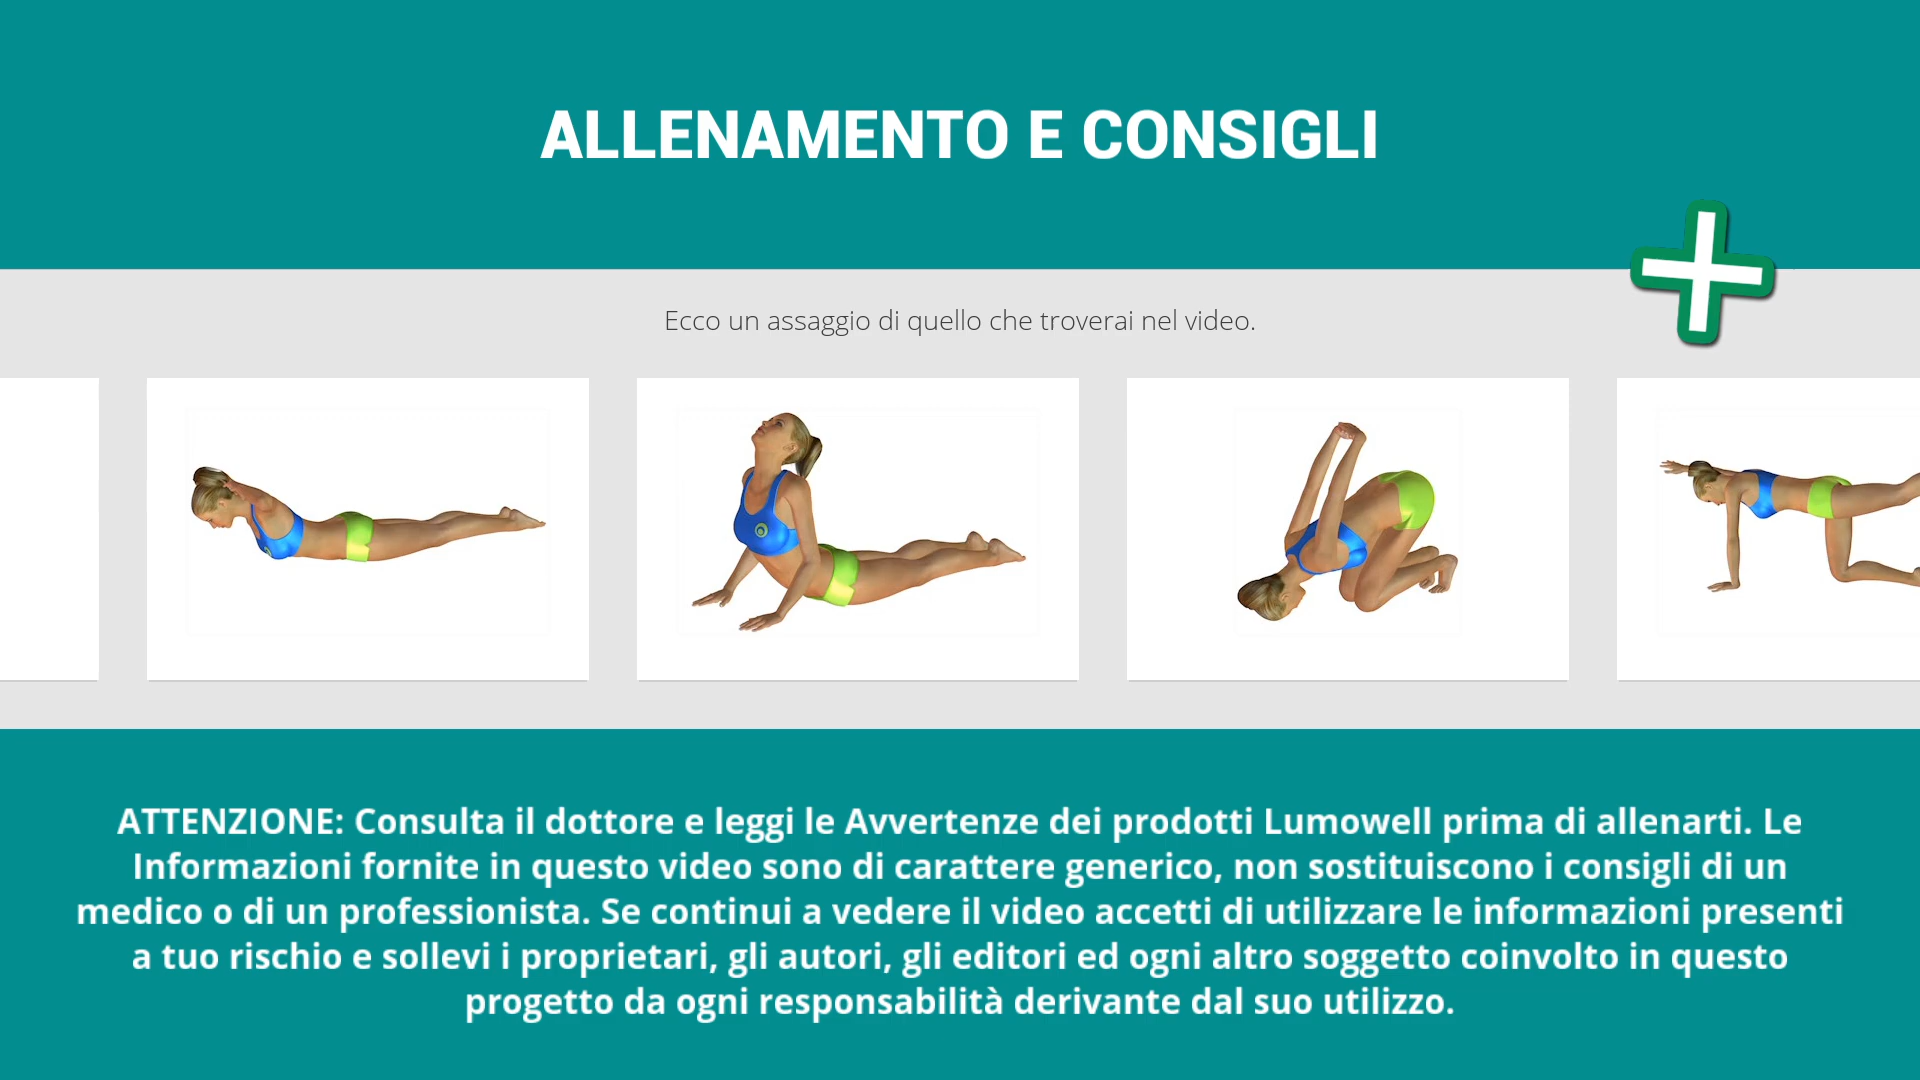 ALLENAMENTO E CONSIGLI
Ecco un assaggio di quello che troverai nel video.
ATTENZIONE: Consulta il dottore e leggi le Avvertenze dei prodotti Lumowell prima di allenarti. Le
Informazioni fornite in questo video sono di carattere generico, non sostituiscono i consigli di un
medico o di un professionista. Se continui a vedere il video accetti di utilizzare le informazioni presenti
a tuo rischio e sollevi i proprietari, gli autori, gli editori ed ogni altro soggetto coinvolto in questo
progetto da ogni responsabilità derivante dal suo utilizzo.